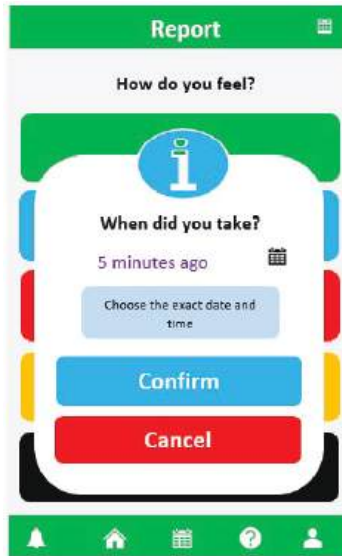 Report
How do you feel?
When did you take?
5 minutes ago
Choose the exact date and
time
Confirm
Cancel